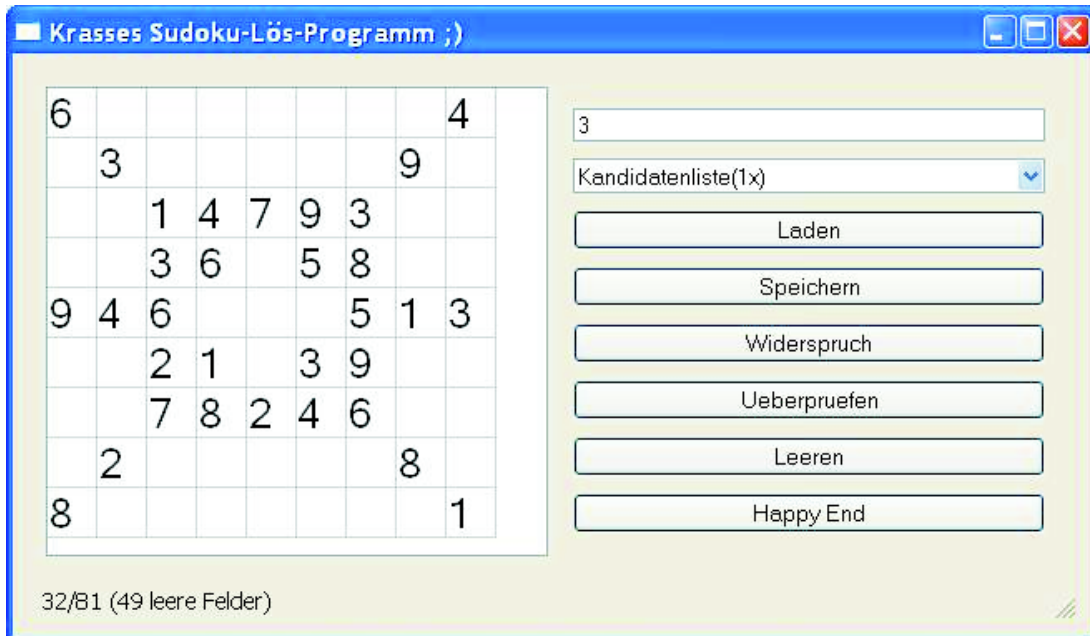 Krasses Sudoku-Lös-Programm ;)
6 4
3 9
1 4 7 9 3
3 6 5 8
9 4 6 5 1 3
2 1 3 9
7 8 2 4 6
2 8
8 1
3
Kandidatenliste(1x)
Laden
Speichern
Widerspruch
Ueberpruefen
Leeren
Happy End
32/81 (49 leere Felder)